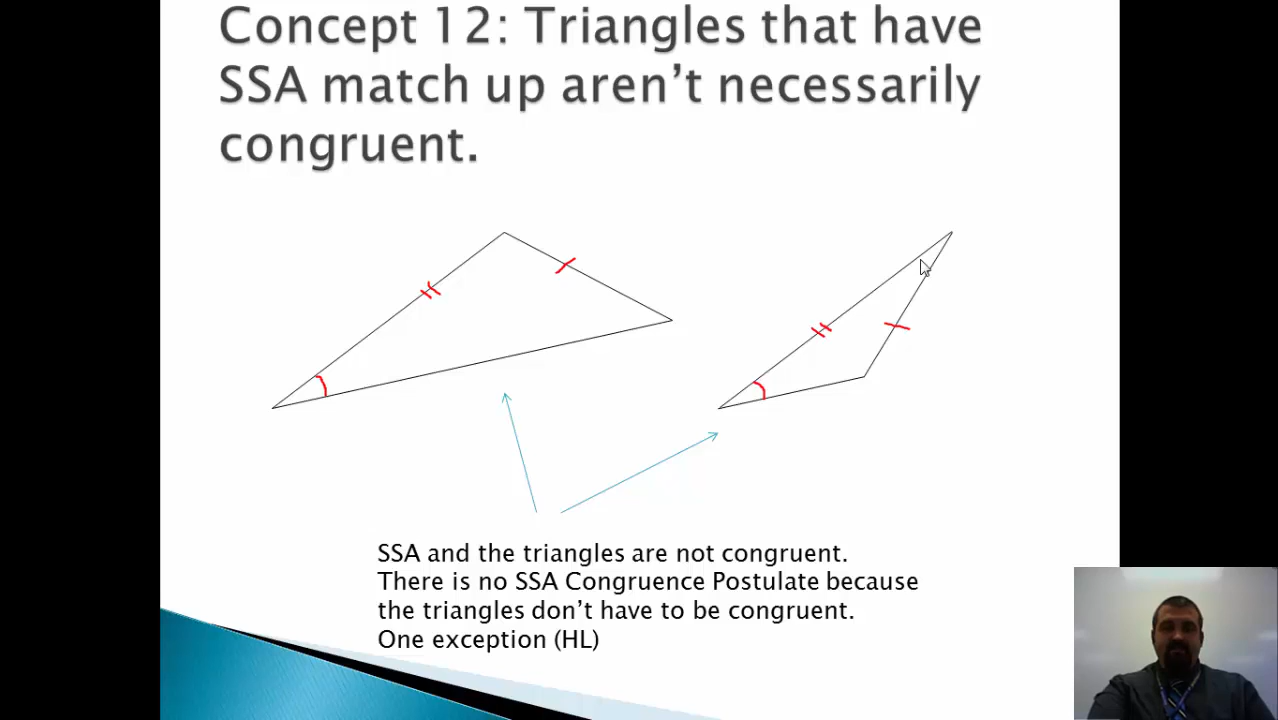 Concept 12: Triangles that have
SSA match up aren’t necessarily
congruent.
SSA and the triangles are not congruent.
There is no SSA Congruence Postulate because
the triangles don’t have to be congruent.
One exception (HL)